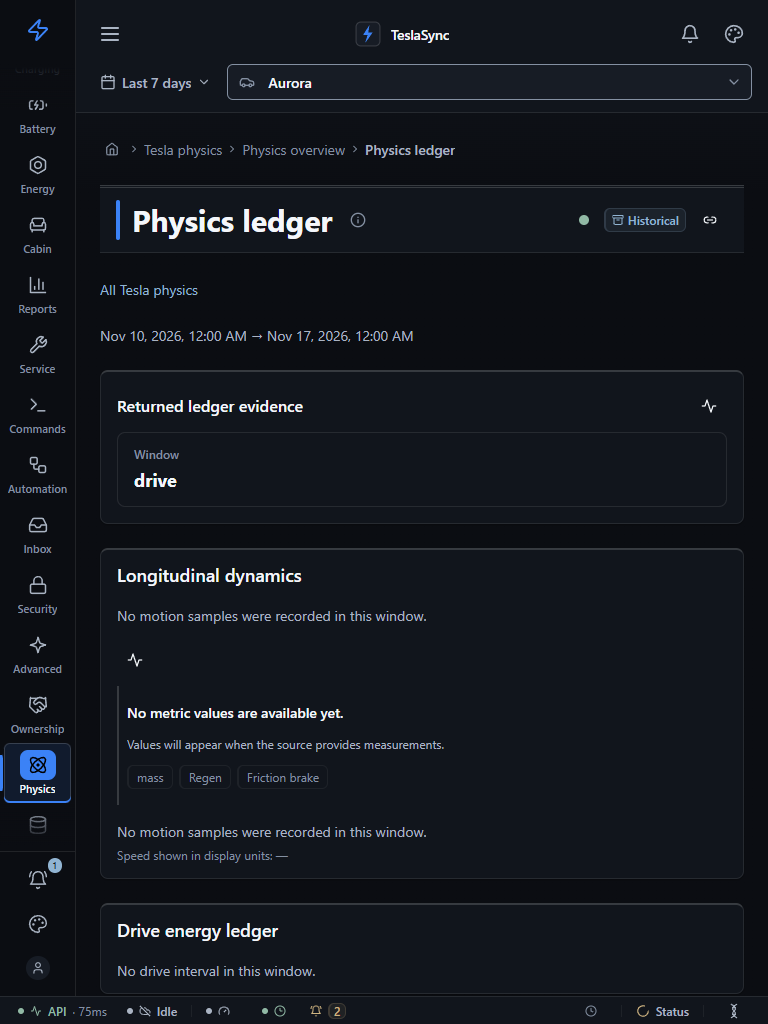 TeslaSync
Last 7 days
Aurora
Charging
Battery
Energy
Cabin
Reports
Service
Commands
Automation
Inbox
Security
Advanced
Ownership
Physics
1
Tesla physics
Physics overview
Physics ledger
Physics ledger
Historical
All Tesla physics
Nov 10, 2026, 12:00 AM → Nov 17, 2026, 12:00 AM
Returned ledger evidence
Window
drive
Longitudinal dynamics
No motion samples were recorded in this window.
No metric values are available yet.
Values will appear when the source provides measurements.
mass Regen Friction brake
No motion samples were recorded in this window.
Speed shown in display units: —
Drive energy ledger
No drive interval in this window.
API · 75ms Idle 2 Status